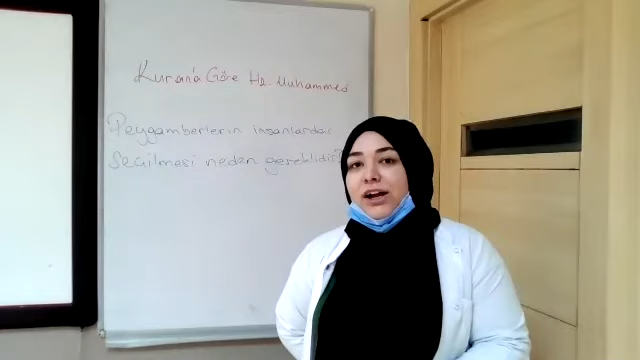 Kuran'a Göre Hz. Muhammed
Peygamberlerin insanlardan
Seçilmesi neden gereklidir?